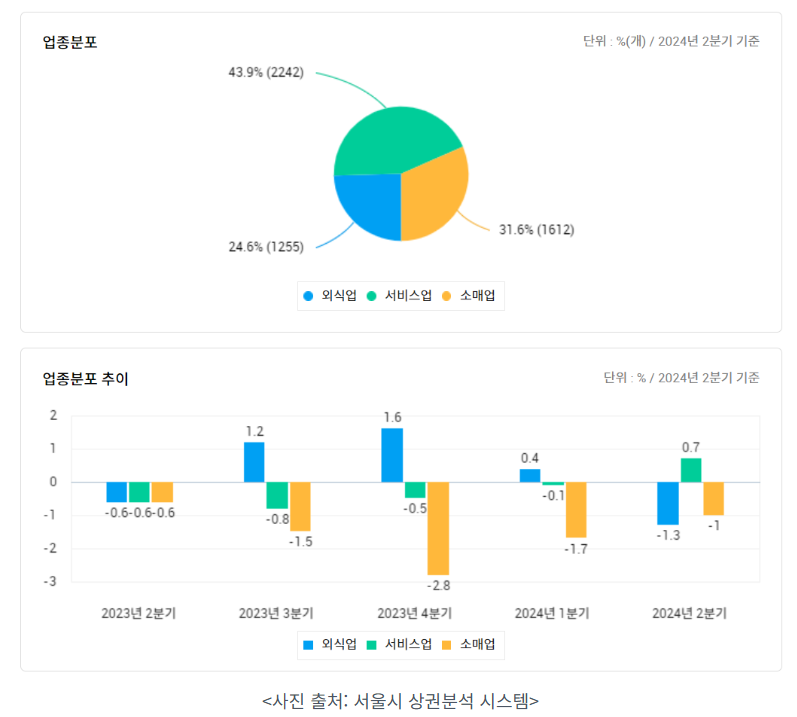 업종분포
단위 : %(개) / 2024년 2분기 기준
43.9% (2242)
31.6% (1612)
24.6% (1255)
외식업 서비스업 소매업
업종분포 추이
단위 : % / 2024년 2분기 기준
2
1
0
-1
-2
-3
-0.6 -0.6 -0.6
1.2
-0.8
-1.5
1.6
-0.5
-2.8
0.4
-0.1
-1.7
-1.3
0.7
-1
2023년 2분기 2023년 3분기 2023년 4분기 2024년 1분기 2024년 2분기
외식업 서비스업 소매업
<사진 출처: 서울시 상권분석 시스템>